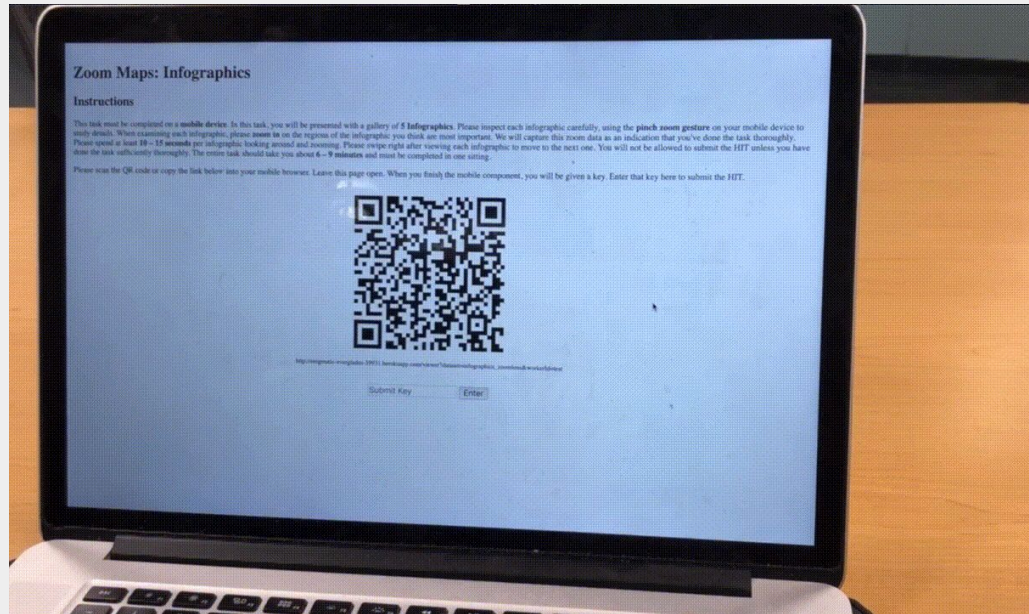 Zoom Maps: Infographics
Instructions
This task must be completed on a mobile device. In this task, you will be presented with a gallery of 5 Infographics. Please inspect each infographic carefully, using the pinch zoom gesture on your mobile device to
study details. When examining each infographic, please zoom in on the regions of the infographic you think are most important. We will capture this zoom data as an indication that you've done the task thoroughly.
Please spend at least 10 – 15 seconds per infographic looking around and zooming. Please swipe right after viewing each infographic to move to the next one. You will not be allowed to submit the HIT unless you have
done the task sufficiently thoroughly. The entire task should take you about 6 – 9 minutes and must be completed in one sitting.
Please scan the QR code or copy the link below into your mobile browser. Leave this page open. When you finish the mobile component, you will be given a key. Enter that key here to submit the HIT.
Submit Key Enter